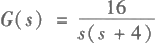 G(s) = 16 / s(s + 4)